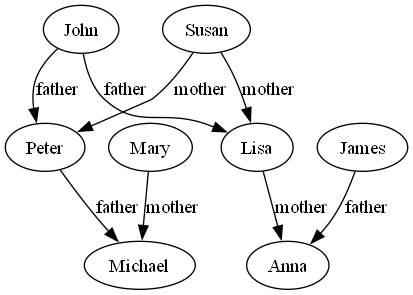 John Susan
father father mother mother
Peter Mary Lisa James
father mother mother father
Michael Anna